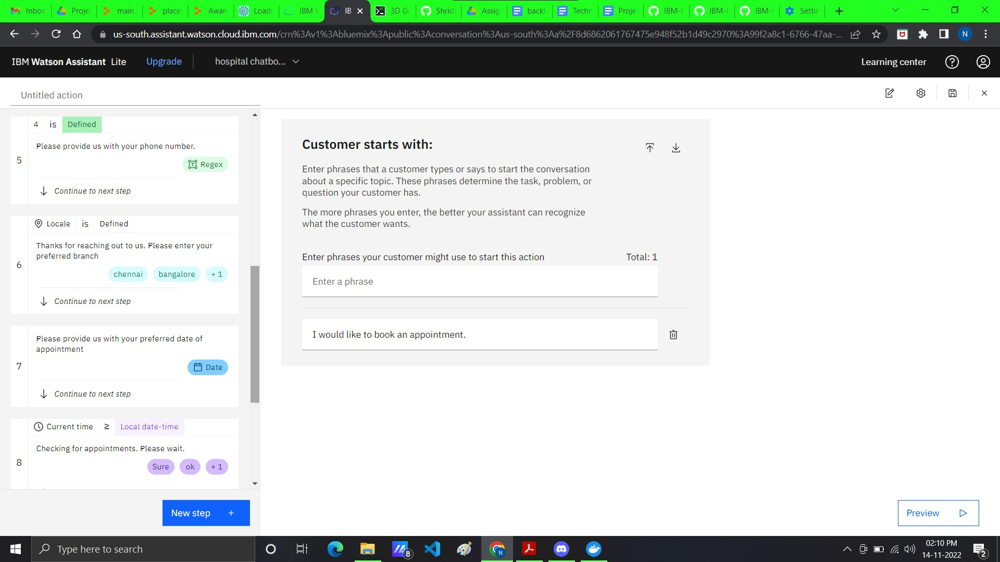 Inbox
Projec
main.
place
Aware
Loadi
IBM W
IB
3D G
Shridl
Assig
backl
Techn
Projec
IBM-E
IBM-E
IBM-F
Settin
us-south.assistant.watson.cloud.ibm.com/crn%3Av1%3Abluemix%3Apublic%3Aconversation%3Aus-south%3Aa%2F8d6862061767475e948f52b1d49c2970%3A99f2a8c1-6766-47aa-...
N
IBM Watson Assistant Lite
Upgrade
hospital chatbo...
Learning center
Untitled action
4 is Defined
5
Please provide us with your phone number.
Regex
Continue to next step
Locale is Defined
6
Thanks for reaching out to us. Please enter your
preferred branch
chennai bangalore + 1
Continue to next step
7
Please provide us with your preferred date of
appointment
Date
Continue to next step
Current time ≥ Local date-time
8
Checking for appointments. Please wait.
Sure ok + 1
New step +
Customer starts with:
Enter phrases that a customer types or says to start the conversation
about a specific topic. These phrases determine the task, problem, or
question your customer has.
The more phrases you enter, the better your assistant can recognize
what the customer wants.
Enter phrases your customer might use to start this action
Total: 1
Enter a phrase
I would like to book an appointment.
Preview
Type here to search
8
N
02:10 PM
14-11-2022
2